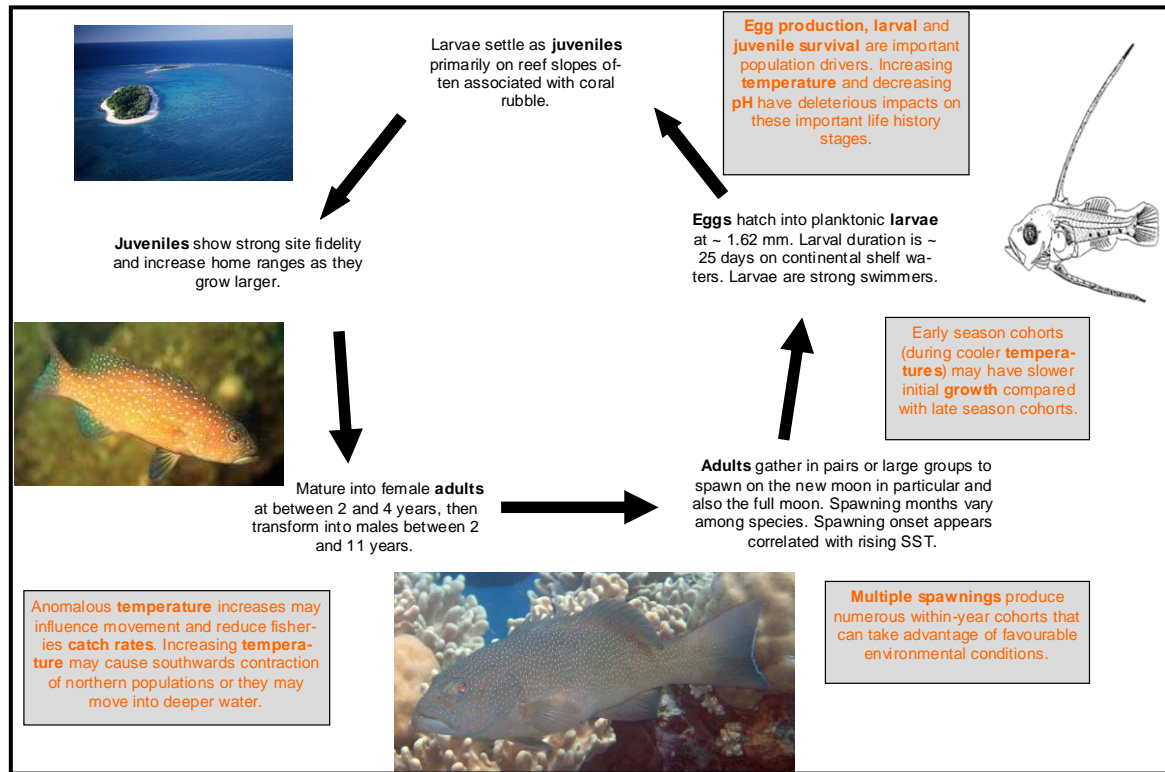 Larvae settle as juveniles
primarily on reef slopes of-
ten associated with coral
rubble.
Egg production, larval and
juvenile survival are important
population drivers. Increasing
temperature and decreasing
pH have deleterious impacts on
these important life history
stages.
Juveniles show strong site fidelity
and increase home ranges as they
grow larger.
Eggs hatch into planktonic larvae
at ~ 1.62 mm. Larval duration is ~
25 days on continental shelf wa-
ters. Larvae are strong swimmers.
Early season cohorts
(during cooler tempera-
tures) may have slower
initial growth compared
with late season cohorts.
Mature into female adults
at between 2 and 4 years, then
transform into males between 2
and 11 years.
Adults gather in pairs or large groups to
spawn on the new moon in particular and
also the full moon. Spawning months vary
among species. Spawning onset appears
correlated with rising SST.
Anomalous temperature increases may
influence movement and reduce fisher-
ies catch rates. Increasing tempera-
ture may cause southwards contraction
of northern populations or they may
move into deeper water.
Multiple spawnings produce
numerous within-year cohorts that
can take advantage of favourable
environmental conditions.